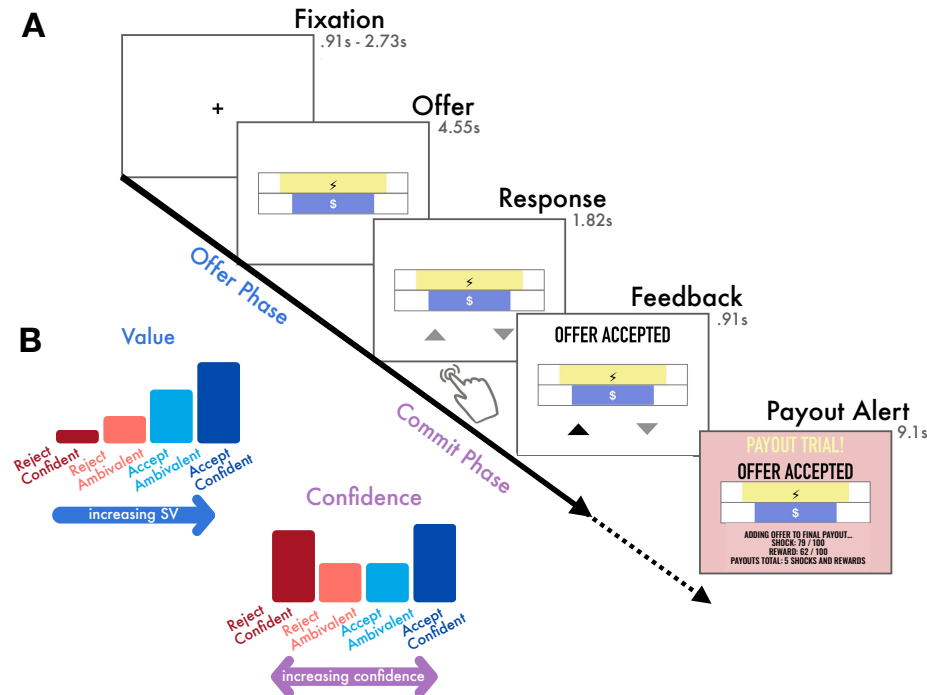 A
Fixation
.91s - 2.73s
+
Offer
4.55s
$
Response
1.82s
$
Offer Phase
Feedback
.91s
OFFER ACCEPTED
$
B
Value
Reject
Confident
Reject
Ambivalent
Accept
Ambivalent
Accept
Confident
increasing SV
Commit Phase
Payout Alert
9.1s
PAYOUT TRIAL!
OFFER ACCEPTED
$
ADDING OFFER TO FINAL PAYOUT...
SHOCK: 79 / 100
REWARD: 62 / 100
PAYOUTS TOTAL: 5 SHOCKS AND REWARDS
Confidence
Reject
Confident
Reject
Ambivalent
Accept
Ambivalent
Accept
Confident
increasing confidence